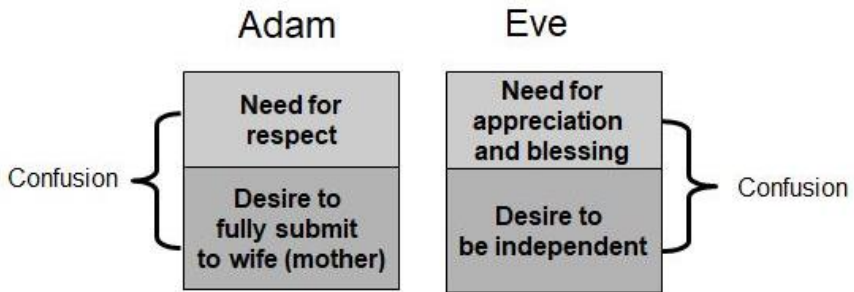 Adam
Eve
Need for
respect
Need for
appreciation
and blessing
Confusion
Desire to
fully submit
to wife (mother)
Desire to
be independent
Confusion